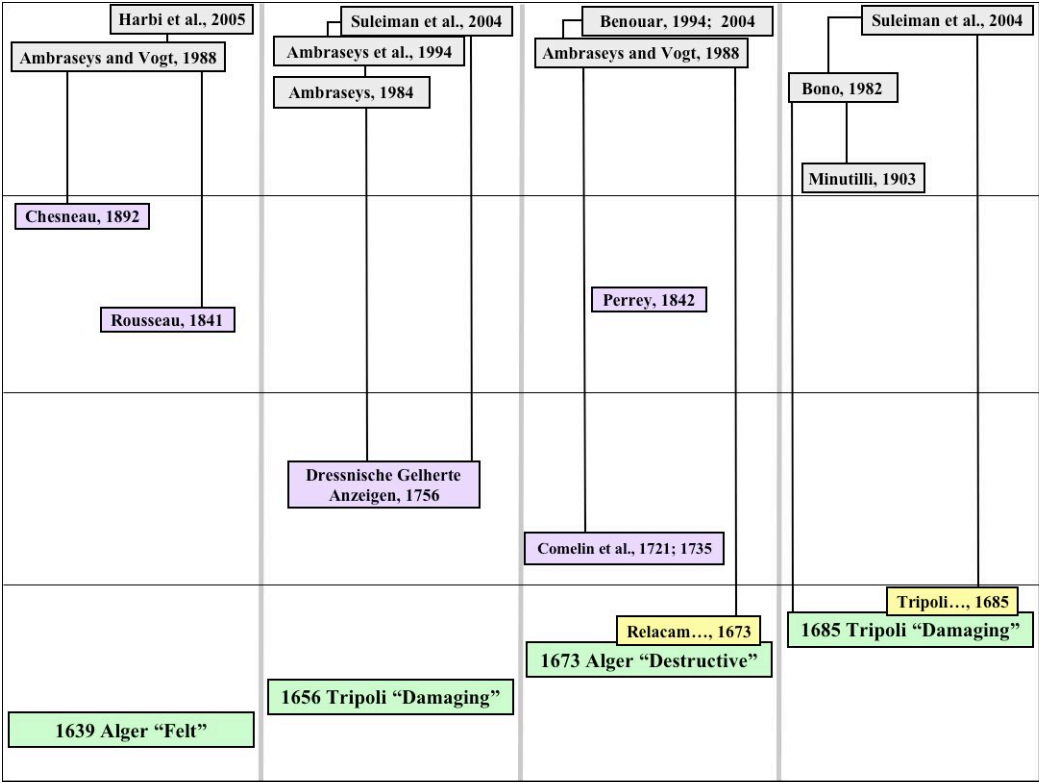 Harbi et al., 2005
Ambraseys and Vogt, 1988
Chesneau, 1892
Rousseau, 1841
1639 Alger “Felt”
Suleiman et al., 2004
Ambraseys et al., 1994
Ambraseys, 1984
Dressnische Gelherte
Anzeigen, 1756
1656 Tripoli “Damaging”
Benouar, 1994; 2004
Ambraseys and Vogt, 1988
Perrey, 1842
Comelin et al., 1721; 1735
Relacam…, 1673
1673 Alger “Destructive”
Suleiman et al., 2004
Bono, 1982
Minutilli, 1903
Tripoli…, 1685
1685 Tripoli “Damaging”